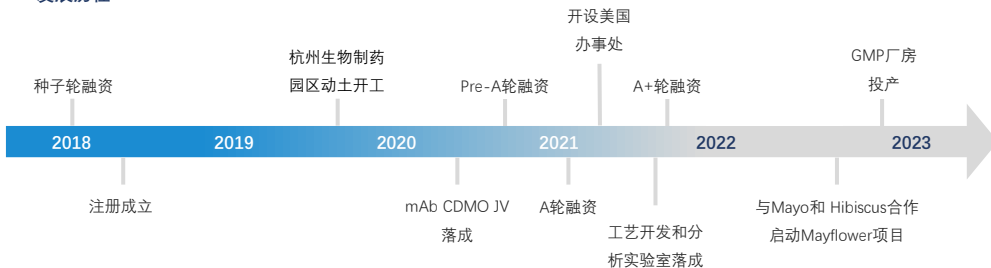 开设美国
办事处
杭州生物制药
园区动土开工
GMP厂房
投产
种子轮融资
Pre-A轮融资
A+轮融资
2018
2019
2020
2021
2022
2023
注册成立
mAb CDMO JV
落成
A轮融资
工艺开发和分
析实验室落成
与Mayo和 Hibiscus合作
启动Mayflower项目